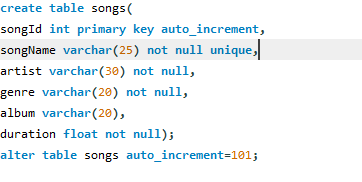 create table songs(
songId int primary key auto_increment,
songName varchar(25) not null unique,
artist varchar(30) not null,
genre varchar(20) not null,
album varchar(20),
duration float not null);
alter table songs auto_increment=101;